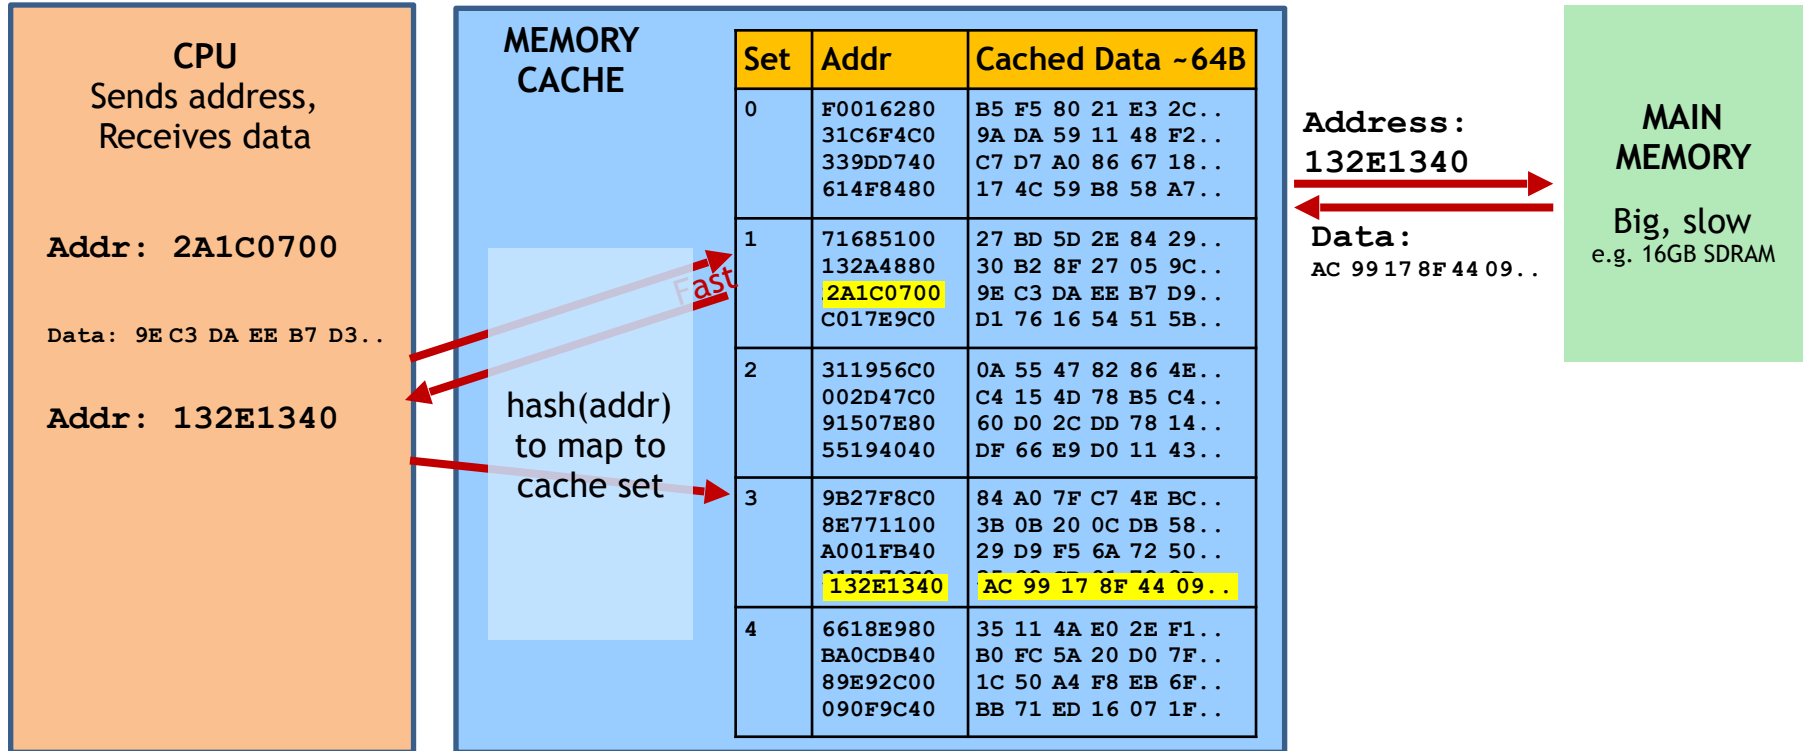 CPU
Sends address,
Receives data
Addr: 2A1C0700
Data: 9E C3 DA EE B7 D3..
Addr: 132E1340
MEMORY
CACHE
Fast
hash(addr)
to map to
cache set
Set Addr Cached Data ~64B
0 F0016280 B5 F5 80 21 E3 2C..
31C6F4C0 9A DA 59 11 48 F2..
339DD740 C7 D7 A0 86 67 18..
614F8480 17 4C 59 B8 58 A7..
1 71685100 27 BD 5D 2E 84 29..
132A4880 30 B2 8F 27 05 9C..
2A1C0700 9E C3 DA EE B7 D9..
C017E9C0 D1 76 16 54 51 5B..
2 311956C0 0A 55 47 82 86 4E..
002D47C0 C4 15 4D 78 B5 C4..
91507E80 60 D0 2C DD 78 14..
55194040 DF 66 E9 D0 11 43..
3 9B27F8C0 84 A0 7F C7 4E BC..
8E771100 3B 0B 20 0C DB 58..
A001FB40 29 D9 F5 6A 72 50..
132E1340 AC 99 17 8F 44 09..
4 6618E980 35 11 4A E0 2E F1..
BA0CDB40 B0 FC 5A 20 D0 7F..
89E92C00 1C 50 A4 F8 EB 6F..
090F9C40 BB 71 ED 16 07 1F..
Address:
132E1340
Data:
AC 99 17 8F 44 09..
MAIN
MEMORY
Big, slow
e.g. 16GB SDRAM